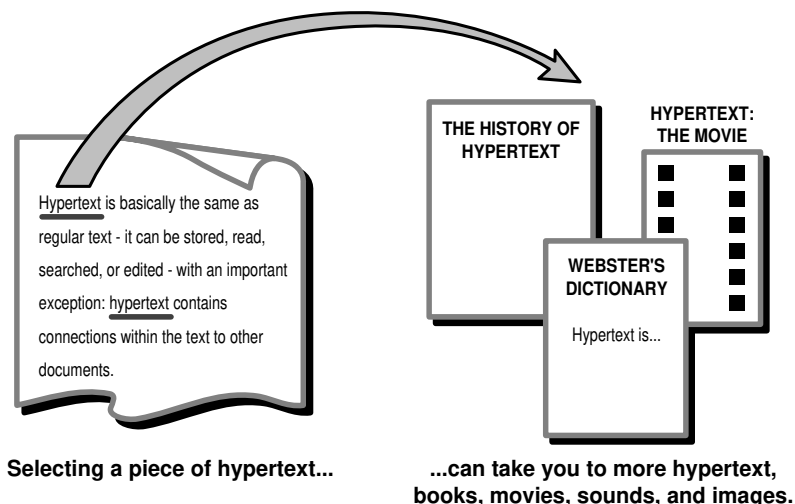 Hypertext is basically the same as
regular text - it can be stored, read,
searched, or edited - with an important
exception: hypertext contains
connections within the text to other
documents.
Selecting a piece of hypertext...
THE HISTORY OF
HYPERTEXT
HYPERTEXT:
THE MOVIE
WEBSTER'S
DICTIONARY
Hypertext is...
...can take you to more hypertext,
books, movies, sounds, and images.